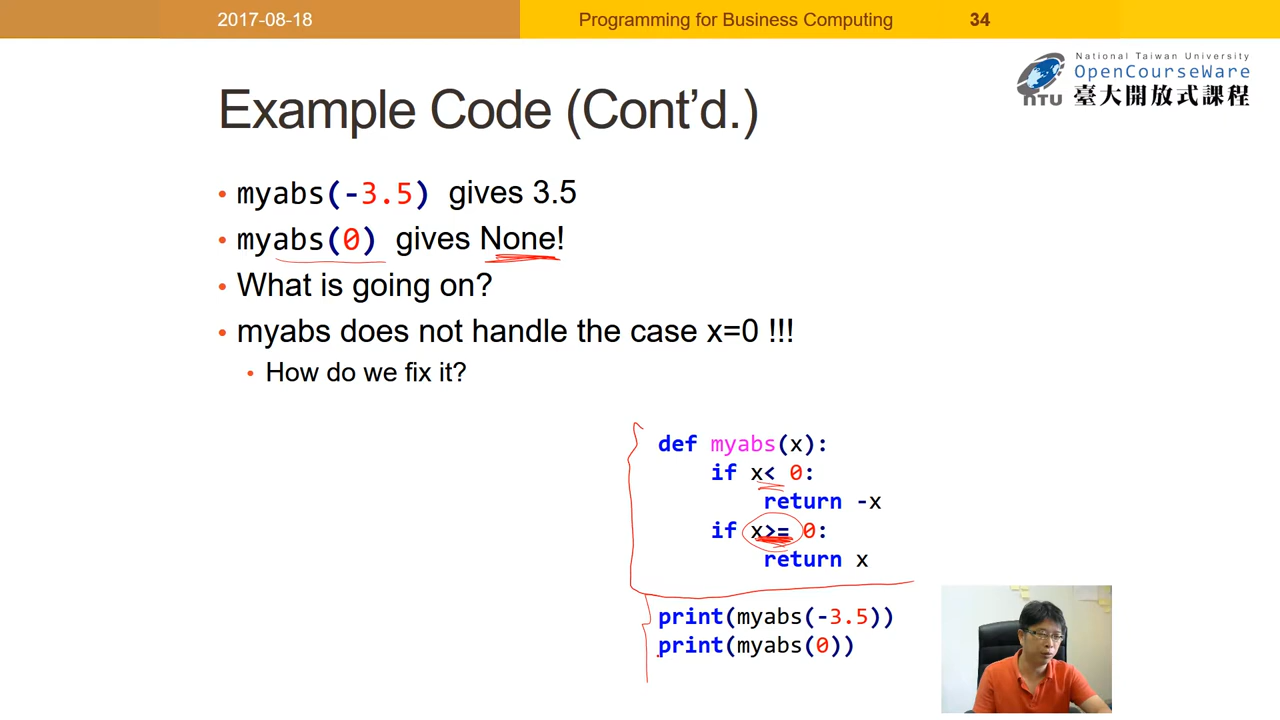 2017-08-18
Programming for Business Computing
34
National Taiwan University
OpenCourseWare
NTU 臺大開放式課程
Example Code (Cont’d.)
• myabs(-3.5) gives 3.5
• myabs(0) gives None!
• What is going on?
• myabs does not handle the case x=0 !!!
• How do we fix it?
def myabs(x):
if x< 0:
return -x
if x>= 0:
return x
print(myabs(-3.5))
print(myabs(0))